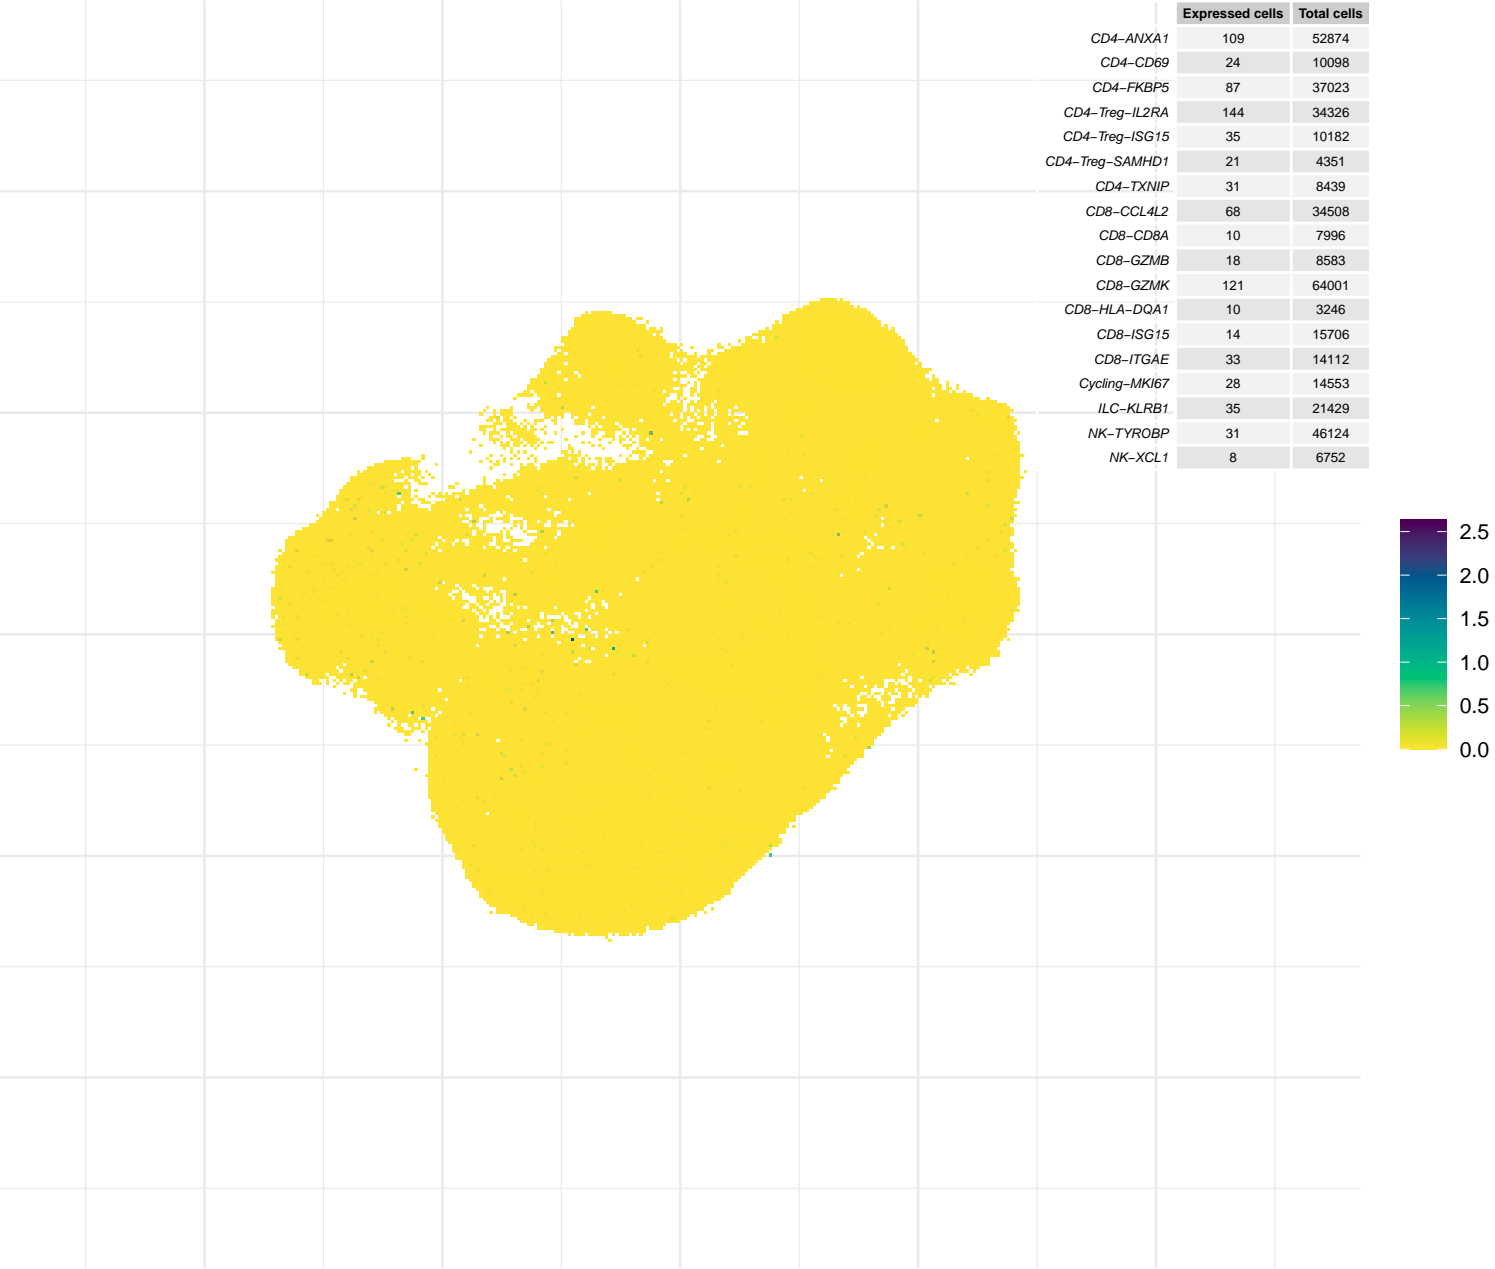 Expressed cells Total cells
CD4−ANXA1 109 52874
CD4−CD69 24 10098
CD4−FKBP5 87 37023
CD4−Treg−IL2RA 144 34326
CD4−Treg−ISG15 35 10182
CD4−Treg−SAMHD1 21 4351
CD4−TXNIP 31 8439
CD8−CCL4L2 68 34508
CD8−CD8A 10 7996
CD8−GZMB 18 8583
CD8−GZMK 121 64001
CD8−HLA−DQA1 10 3246
CD8−ISG15 14 15706
CD8−ITGAE 33 14112
Cycling−MKI67 28 14553
ILC−KLRB1 35 21429
NK−TYROBP 31 46124
NK−XCL1 8 6752
2.5
2.0
1.5
1.0
0.5
0.0